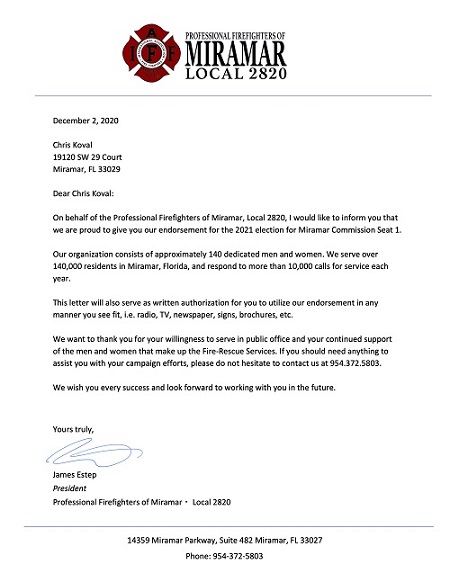 PROFESSIONAL FIREFIGHTERS OF
MIRAMAR
LOCAL 2820
I A F F
December 2, 2020
Chris Koval
19120 SW 29 Court
Miramar, FL 33029
Dear Chris Koval:
On behalf of the Professional Firefighters of Miramar, Local 2820, I would like to inform you that
we are proud to give you our endorsement for the 2021 election for Miramar Commission Seat 1.
Our organization consists of approximately 140 dedicated men and women. We serve over
140,000 residents in Miramar, Florida, and respond to more than 10,000 calls for service each
year.
This letter will also serve as written authorization for you to utilize our endorsement in any
manner you see fit, i.e. radio, TV, newspaper, signs, brochures, etc.
We want to thank you for your willingness to serve in public office and your continued support
of the men and women that make up the Fire-Rescue Services. If you should need anything to
assist you with your campaign efforts, please do not hesitate to contact us at 954.372.5803.
We wish you every success and look forward to working with you in the future.
Yours truly,
James Estep
President
Professional Firefighters of Miramar • Local 2820
14359 Miramar Parkway, Suite 482 Miramar, FL 33027
Phone: 954-372-5803